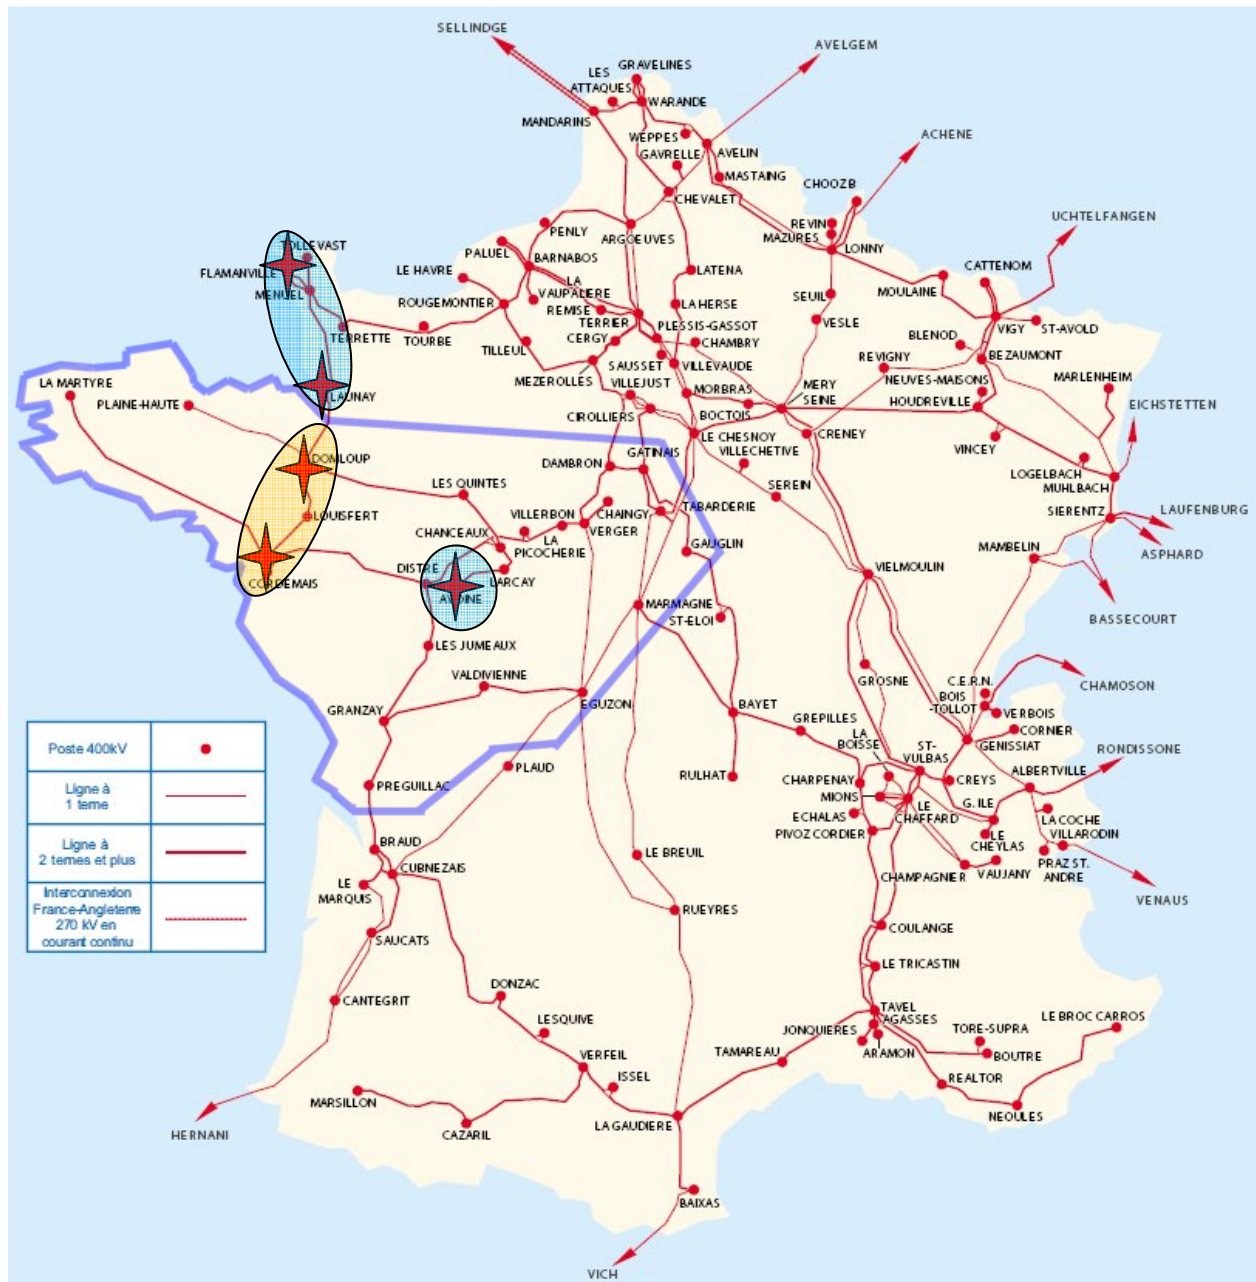 SELLINDGE
AVELGEM
GRAVELINES
LES
ATTAQUES
WARANDE
MANDARINS
WEPPES
GAVRELLE
AVELIN
MASTAING
ACHENE
CHOOZB
CHEVALET
REVIN
MAZURES
LONNY
UCHTELFANGEN
PENLY
ARGOEUVES
PALUEL
BARNABOS
TOLLEVAST
FLAMANVILLE
MENUEL
LE HAVRE
LA
VAUPALIERE
LATENA
CATTENOM
MOULAINE
ROUGEMONTIER
REMISE
LA HERSE
SEUIL
TERRIER
PLESSIS-GASSOT
VESLE
VIGY
ST-AVOLD
TERRETTE
TOURBE
TILLEUL
CERGY
CHAMBRY
BLENOD
BEZAUMONT
SAUSSET
VILLEVAUDE
REVIGNY
MEZEROLLES
VILLEJUST
MORBRAS
MERY
SEINE
NEUVES-MAISONS
MARLENHEIM
LA MARTYRE
PLAINE-HAUTE
LAUNAY
CIROLLIERS
BOCTOIS
HOUDREVILLE
EICHSTETTEN
LE CHESNOY
CRENEY
VINCEY
DOMLOUP
GATINAIS
VILLECHETIVE
DAMBRON
LOGELBACH
MUHLBACH
LES QUINTES
SEREIN
TABARDERIE
LOUISFERT
VILLERBON
CHAINGY
SIERENTZ
LAUFENBURG
CHANCEAUX
LA
PICOCHERIE
VERGER
GAUGLIN
MAMBELIN
ASPHARD
CORDEMAIS
DISTRE
LARCAY
AVOINE
VIELMOULIN
MARMAGNE
ST-ELOI
BASSECOURT
LES JUMEAUX
GROSNE
C.E.R.N.
BOIS
-TOLLOT
CHAMOSON
VALDIVIENNE
EGUZON
BAYET
VERBOIS
CORNIER
GRANZAY
GREPILLES
LA
BOISSE
ST-
VULBAS
GENISSIAT
RONDISSONE
Poste 400kV
PLAUD
RULHAT
CHARPENAY
CREYS
ALBERTVILLE
Ligne à
1 terne
PREGUILLAC
MIONS
LE
CHAFFARD
G. ILE
ECHALAS
LA COCHE
PIVOZ CORDIER
LE
CHEYLAS
VILLARODIN
Ligne à
2 ternes et plus
BRAUD
CUBNEZAIS
LE BREUIL
CHAMPAGNIER
VAUJANY
PRAZ ST.
ANDRE
VENAUS
LE
MARQUIS
Interconnexion
France-Angleterre
270 kV en
courant continu
RUEYRES
SAUCATS
COULANGE
LE TRICASTIN
CANTEGRIT
DONZAC
LESQUIVE
TAVEL
AGASSES
JONQUIERES
ARAMON
TORE-SUPRA
BOUTRE
LE BROC CARROS
VERFEIL
TAMAREAU
ISSEL
REALTOR
MARSILLON
NEOULES
HERNANI
CAZARIL
LA GAUDIERE
BAIXAS
VICH